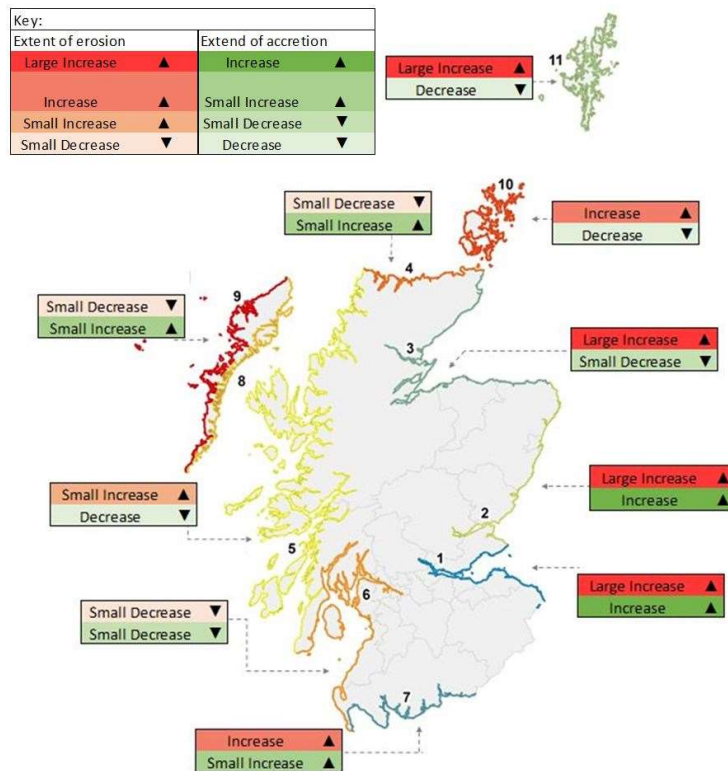 Key:
Extent of erosion Extend of accretion
Large Increase ▲ Increase ▲
Increase ▲ Small Increase ▲
Small Increase ▲ Small Decrease ▼
Small Decrease ▼ Decrease ▼
11
Large Increase ▲
Decrease ▼
10
Small Decrease ▼
Small Increase ▲
Increase ▲
Decrease ▼
4
9
Small Decrease ▼
Small Increase ▲
3
Large Increase ▲
Small Decrease ▼
8
Large Increase ▲
Increase ▲
Small Increase ▲
Decrease ▼
2
5
1
Large Increase ▲
Increase ▲
6
Small Decrease ▼
Small Decrease ▼
7
Increase ▲
Small Increase ▲